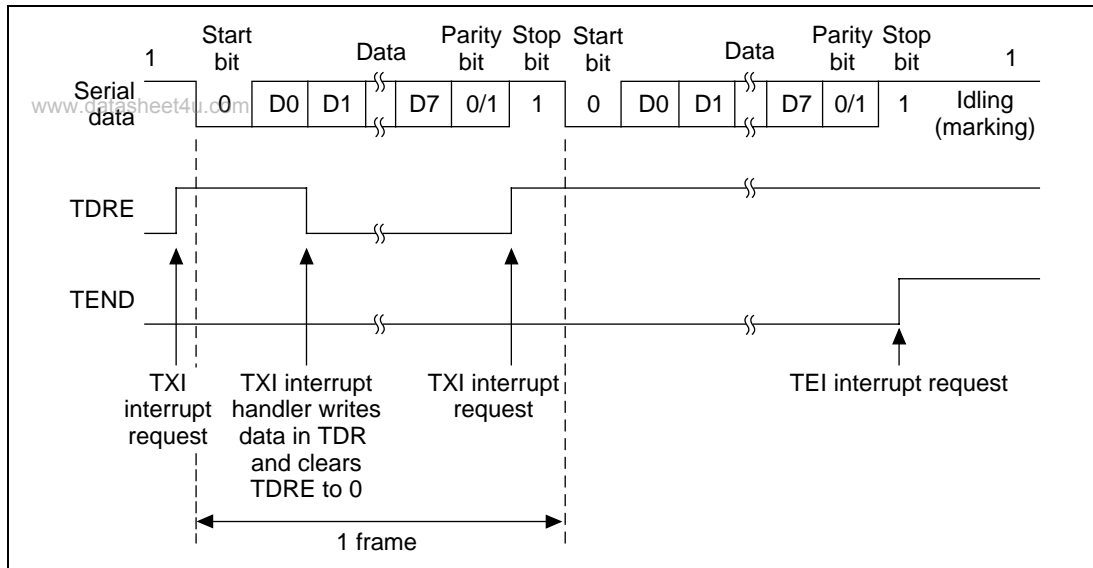 1
Start bit
Data
Parity bit
Stop bit
Start bit
Data
Parity bit
Stop bit
1
Serial data
www.datasheet4u.com
0
D0
D1
D7
0/1
1
0
D0
D1
D7
0/1
1
Idling (marking)
TDRE
TEND
TXI
interrupt
request
TXI interrupt
handler writes
data in TDR
and clears
TDRE to 0
TXI interrupt
request
TEI interrupt request
1 frame